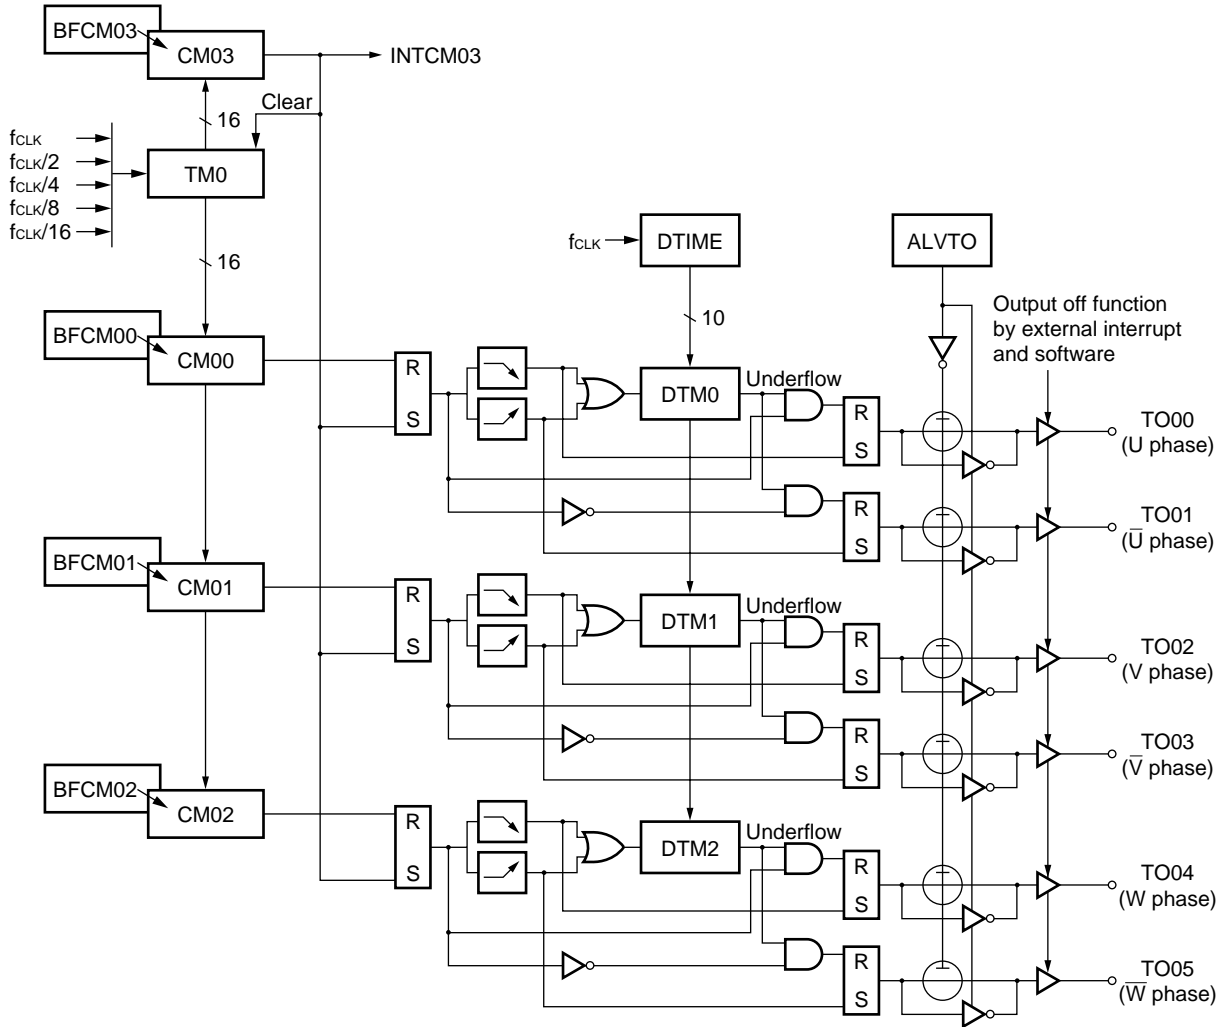 BFCM03
CM03
INTCM03
Clear
16
fCLK
fCLK/2
fCLK/4
fCLK/8
fCLK/16
TM0
16
fCLK
DTIME
ALVTO
10
Output off function
by external interrupt
and software
BFCM00
CM00
R
S
DTM0
Underflow
R
S
TO00
(U phase)
R
S
TO01
(U̅ phase)
BFCM01
CM01
R
S
DTM1
Underflow
R
S
TO02
(V phase)
R
S
TO03
(V̅ phase)
BFCM02
CM02
R
S
DTM2
Underflow
R
S
TO04
(W phase)
R
S
TO05
(W̅ phase)